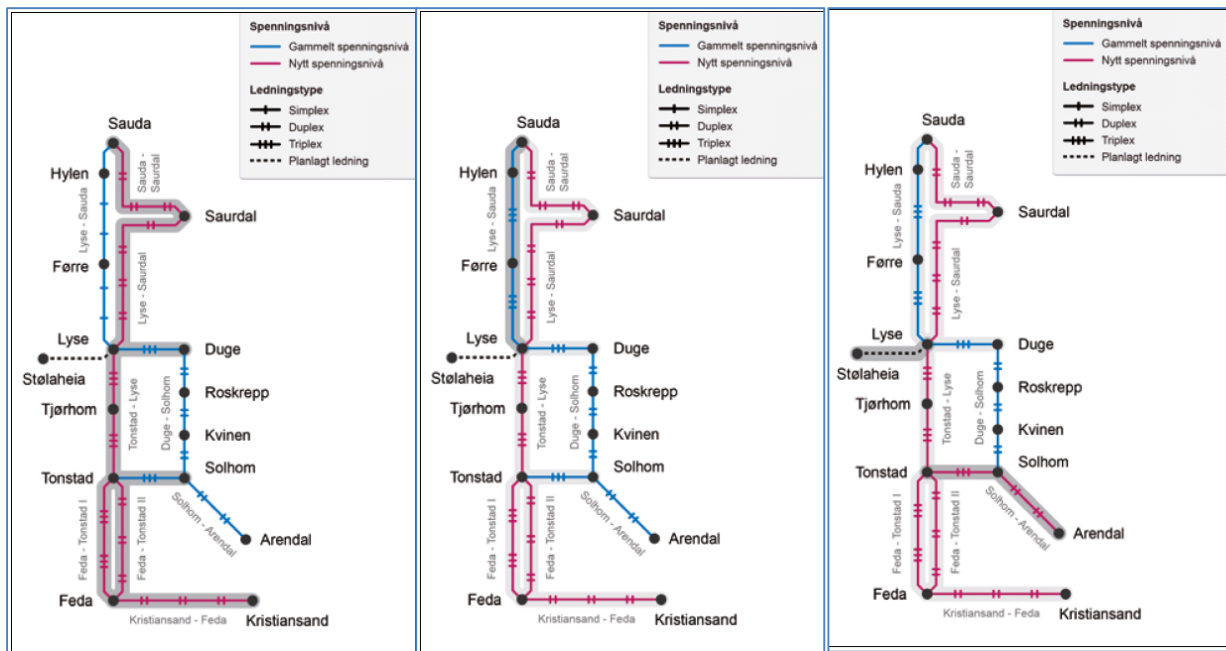 Spenningsnivå
Gammelt spenningsnivå
Nytt spenningsnivå
Ledningstype
Simplex
Duplex
Triplex
Planlagt ledning
Sauda
Hylen
Sauda -
Saurdal
Saurdal
Lyse - Sauda
Førre
Lyse - Saurdal
Lyse
Duge
Stølaheia
Roskrepp
Tjørhom
Tonstad - Lyse
Duge - Solhom
Kvinen
Solhom
Tonstad
Solhom - Arendal
Feda - Tonstad I
Feda - Tonstad II
Arendal
Feda
Kristiansand - Feda
Kristiansand
Spenningsnivå
Gammelt spenningsnivå
Nytt spenningsnivå
Ledningstype
Simplex
Duplex
Triplex
Planlagt ledning
Sauda
Hylen
Sauda -
Saurdal
Saurdal
Lyse - Sauda
Førre
Lyse - Saurdal
Lyse
Duge
Stølaheia
Roskrepp
Tjørhom
Tonstad - Lyse
Duge - Solhom
Kvinen
Solhom
Tonstad
Solhom - Arendal
Feda - Tonstad I
Feda - Tonstad II
Arendal
Feda
Kristiansand - Feda
Kristiansand
Spenningsnivå
Gammelt spenningsnivå
Nytt spenningsnivå
Ledningstype
Simplex
Duplex
Triplex
Planlagt ledning
Sauda
Hylen
Sauda -
Saurdal
Saurdal
Lyse - Sauda
Førre
Lyse - Saurdal
Lyse
Duge
Stølaheia
Roskrepp
Tjørhom
Tonstad - Lyse
Duge - Solhom
Kvinen
Solhom
Tonstad
Solhom - Arendal
Feda - Tonstad I
Feda - Tonstad II
Arendal
Feda
Kristiansand - Feda
Kristiansand